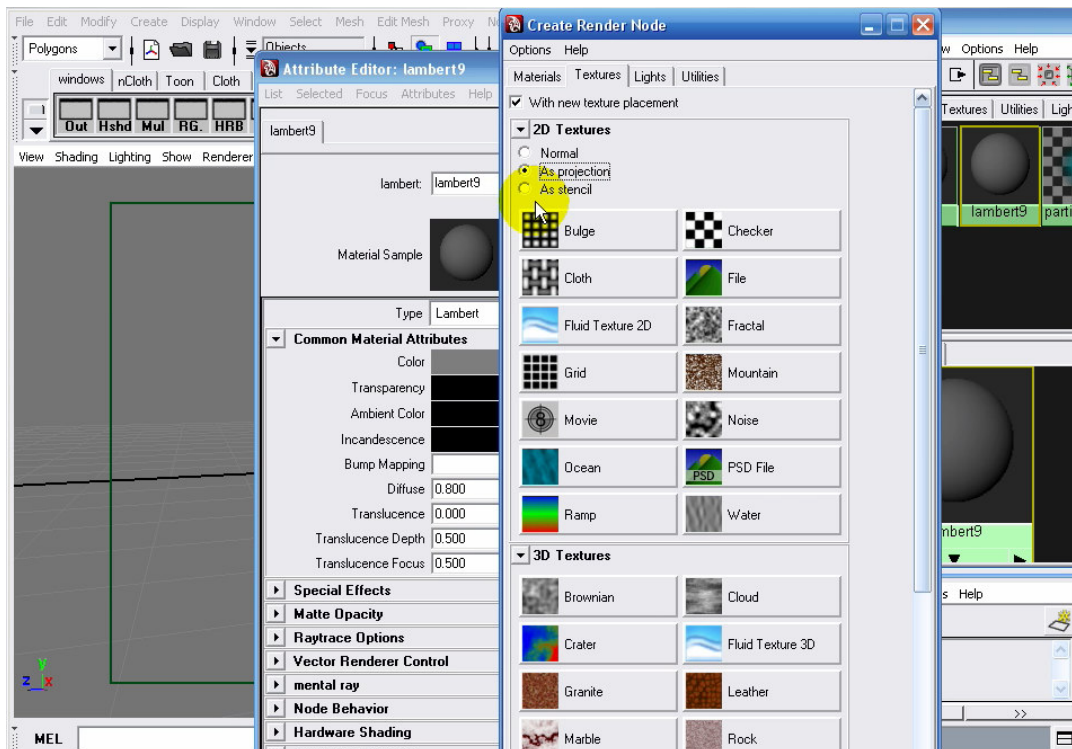 File Edit Modify Create Display Window Select Mesh Edit Mesh Proxy
Polygons
Objects
windows nCloth Toon Cloth
Out Hshd Mul RG. HRB
View Shading Lighting Show Renderer
MEL
Attribute Editor: lambert9
List Selected Focus Attributes Help
lambert9
lambert: lambert9
Material Sample
Type Lambert
Common Material Attributes
Color
Transparency
Ambient Color
Incandescence
Bump Mapping
Diffuse 0.800
Translucence 0.000
Translucence Depth 0.500
Translucence Focus 0.500
Special Effects
Matte Opacity
Raytrace Options
Vector Renderer Control
mental ray
Node Behavior
Hardware Shading
Create Render Node
Options Help
Materials Textures Lights Utilities
With new texture placement
2D Textures
Normal
As projection
As stencil
Bulge Checker
Cloth File
Fluid Texture 2D Fractal
Grid Mountain
8
Movie Noise
Ocean PSD PSD File
Ramp Water
3D Textures
Brownian Cloud
Crater Fluid Texture 3D
Granite Leather
Marble Rock
w Options Help
Textures Utilities Ligh
lambert9 parti
mbert9
s Help
>>
z x y